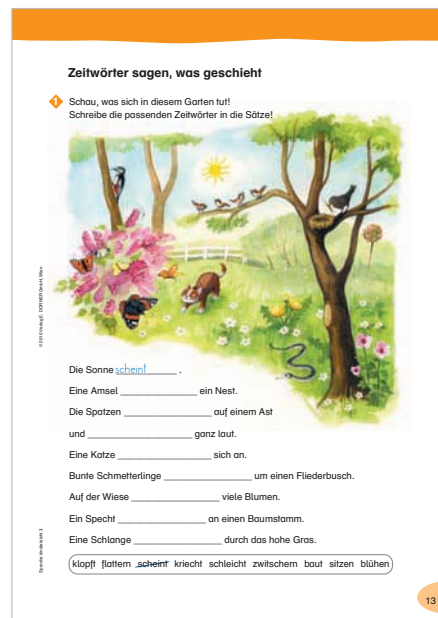 Zeitwörter sagen, was geschieht
1 Schau, was sich in diesem Garten tut!
Schreibe die passenden Zeitwörter in die Sätze!
Die Sonne scheint .
Eine Amsel ein Nest.
Die Spatzen auf einem Ast
und ganz laut.
Eine Katze sich an.
Bunte Schmetterlinge um einen Fliederbusch.
Auf der Wiese viele Blumen.
Ein Specht an einen Baumstamm.
Eine Schlange durch das hohe Gras.
klopft flattern scheint kriecht schleicht zwitschern baut sitzen blühen
13